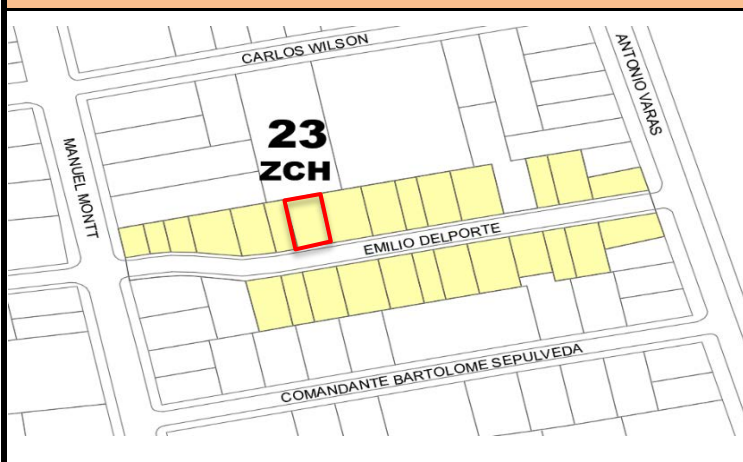 CARLOS WILSON
ANTONIO VARAS
MANUEL MONTT
23
ZCH
EMILIO DELPORTE
COMANDANTE BARTOLOME SEPULVEDA